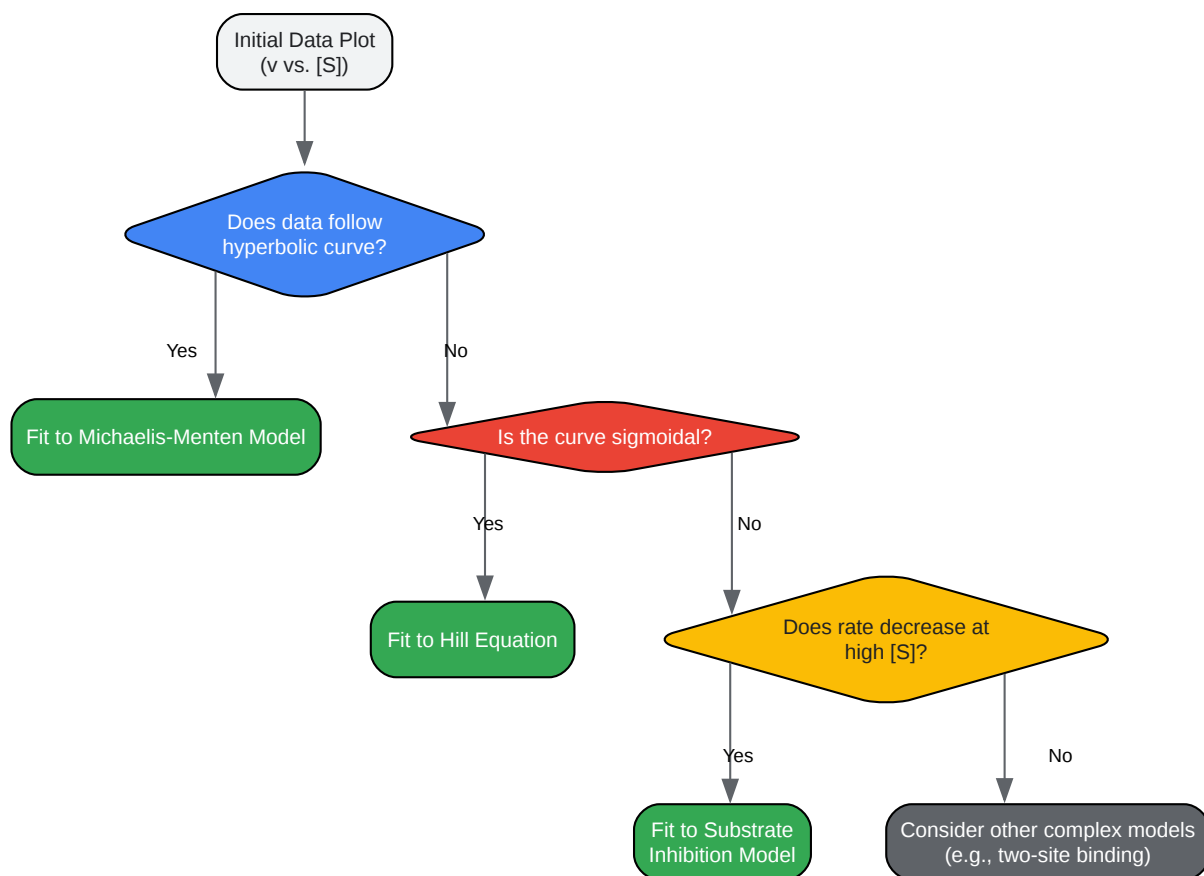 Initial Data Plot
(v vs. [S])
Does data follow
hyperbolic curve?
Yes
No
Fit to Michaelis-Menten Model
Is the curve sigmoidal?
Yes
No
Fit to Hill Equation
Does rate decrease at
high [S]?
Yes
No
Fit to Substrate
Inhibition Model
Consider other complex models
(e.g., two-site binding)